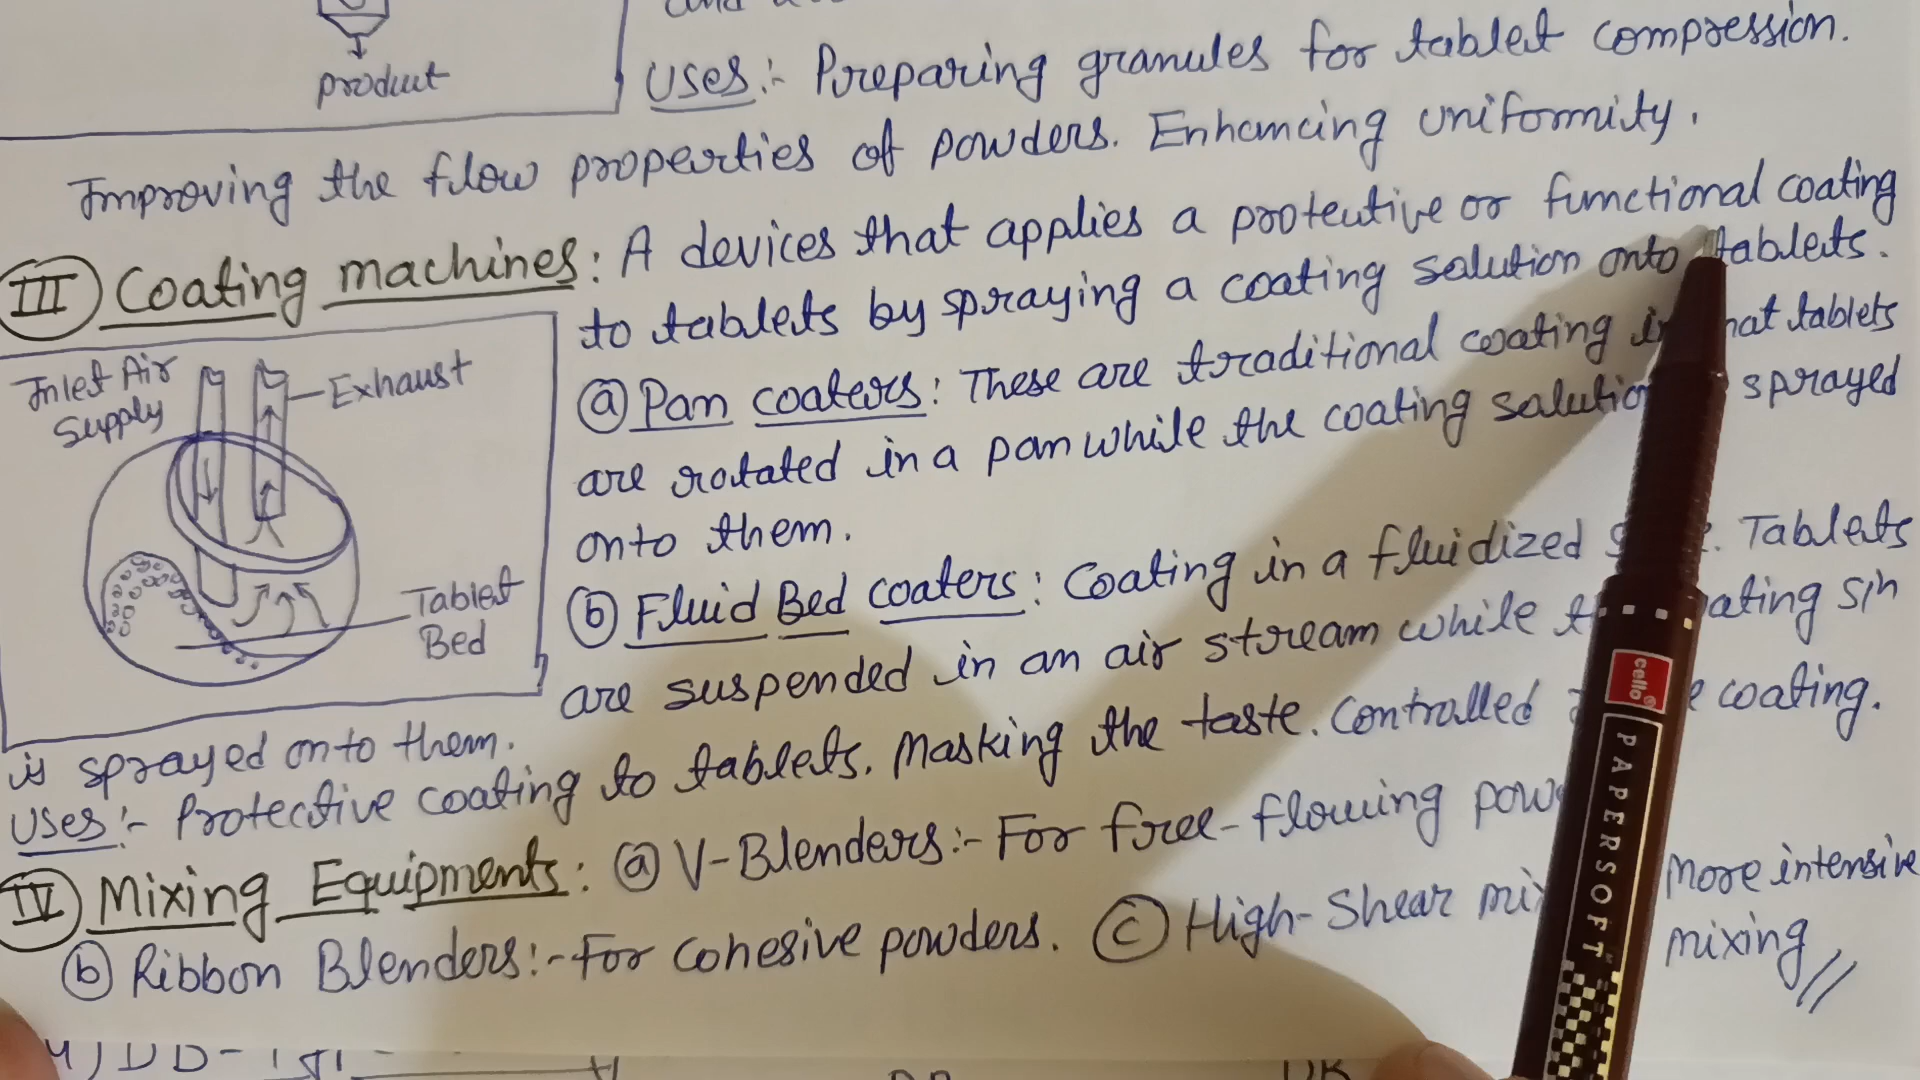 product
Uses:- Preparing granules for tablet compression.
Improving the flow properties of powders. Enhancing uniformity.
III Coating machines: A devices that applies a protective or functional coating
to tablets by spraying a coating solution onto tablets.
Inlet Air
Supply
Exhaust
Tablet
Bed
a Pan coaters: These are traditional coating in tablets
are rotated in a pan while the coating sprayed
onto them.
b Fluid Bed coaters: Coating in a fluidized Tablets
are suspended in an air stream while sln
is sprayed onto them.
Uses:- Protective coating to tablets. Masking the taste. Controlled coating.
IV Mixing Equipments: a V-Blenders:- For free-flowing
b Ribbon Blenders:- For cohesive powders. c High-Shear More intensive
mixing
cello
PAPERSOFT